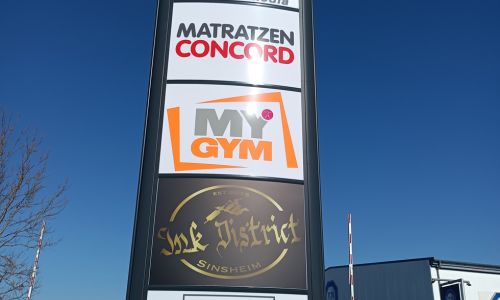 MATRATZEN
CONCORD
MY
GYM
Ink District
SINSHEIM